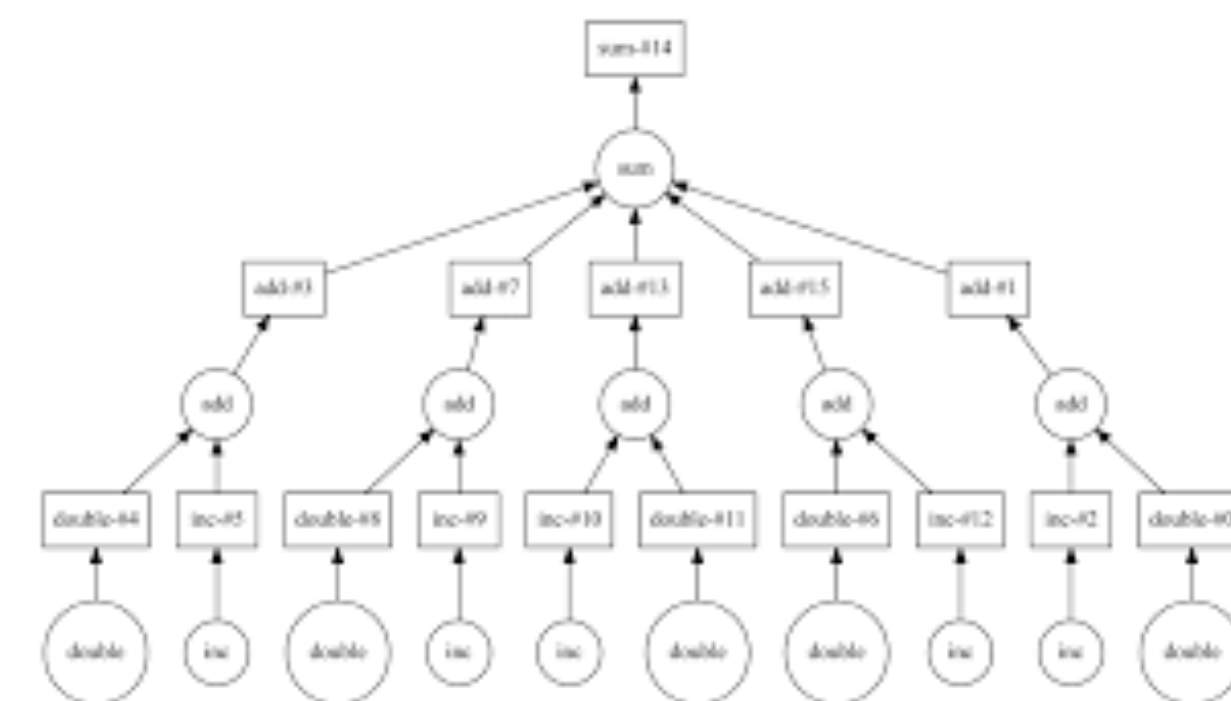 sum-#14
sum
add-#3 add-#7 add-#13 add-#15 add-#1
add add add add add
double-#4 inc-#5 double-#8 inc-#9 inc-#10 double-#11 double-#6 inc-#12 inc-#2 double-#0
double inc double inc inc double double inc inc double